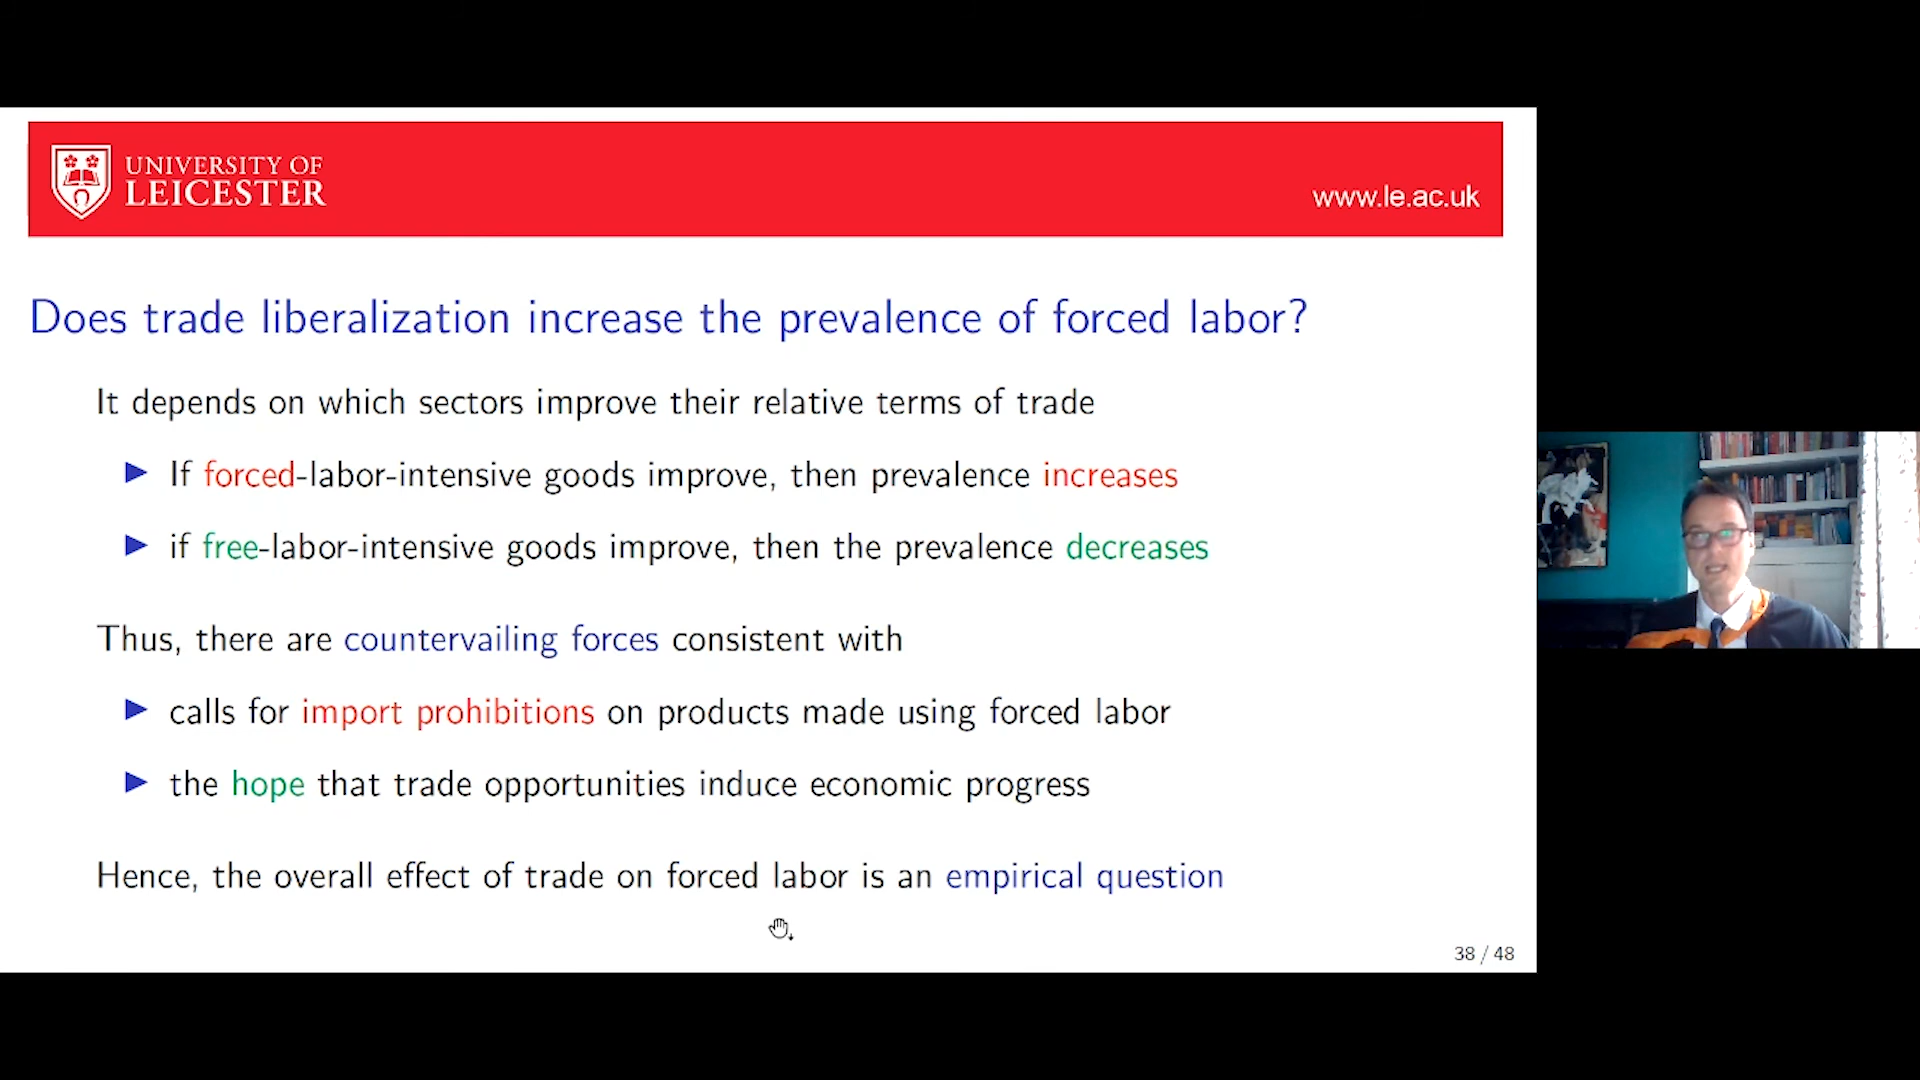 UNIVERSITY OF
LEICESTER
www.le.ac.uk
Does trade liberalization increase the prevalence of forced labor?
It depends on which sectors improve their relative terms of trade
If forced-labor-intensive goods improve, then prevalence increases
if free-labor-intensive goods improve, then the prevalence decreases
Thus, there are countervailing forces consistent with
calls for import prohibitions on products made using forced labor
the hope that trade opportunities induce economic progress
Hence, the overall effect of trade on forced labor is an empirical question
38 / 48